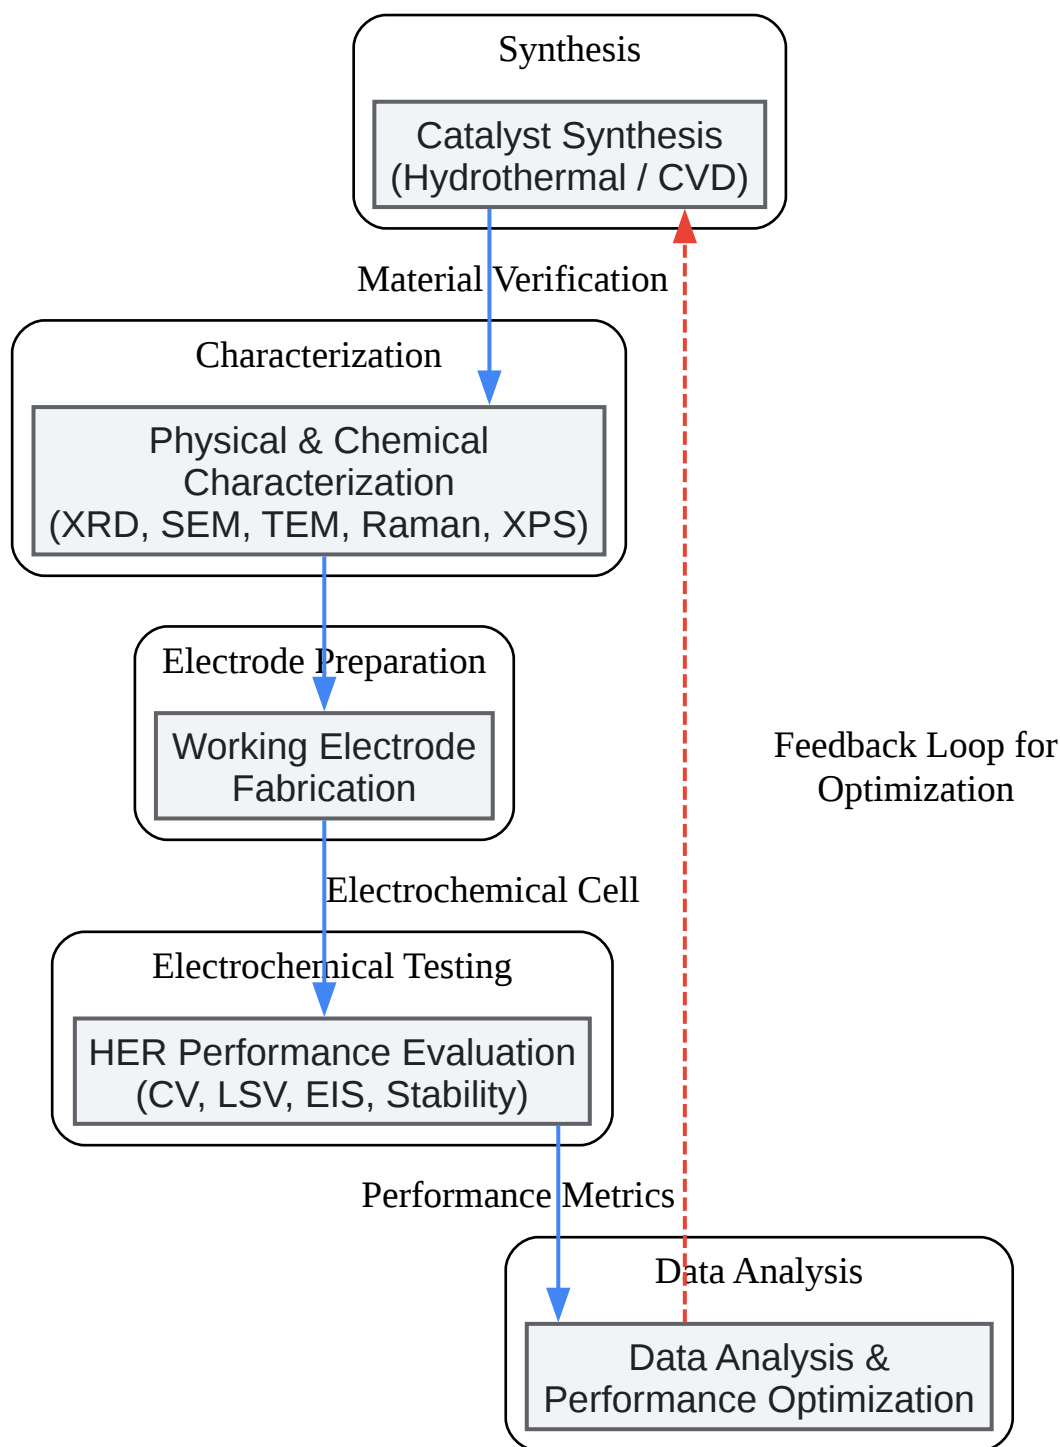 Synthesis
Catalyst Synthesis
(Hydrothermal / CVD)
Material Verification
Characterization
Physical & Chemical
Characterization
(XRD, SEM, TEM, Raman, XPS)
Electrode Preparation
Working Electrode
Fabrication
Feedback Loop for
Optimization
Electrochemical Cell
Electrochemical Testing
HER Performance Evaluation
(CV, LSV, EIS, Stability)
Performance Metrics
Data Analysis
Data Analysis &
Performance Optimization